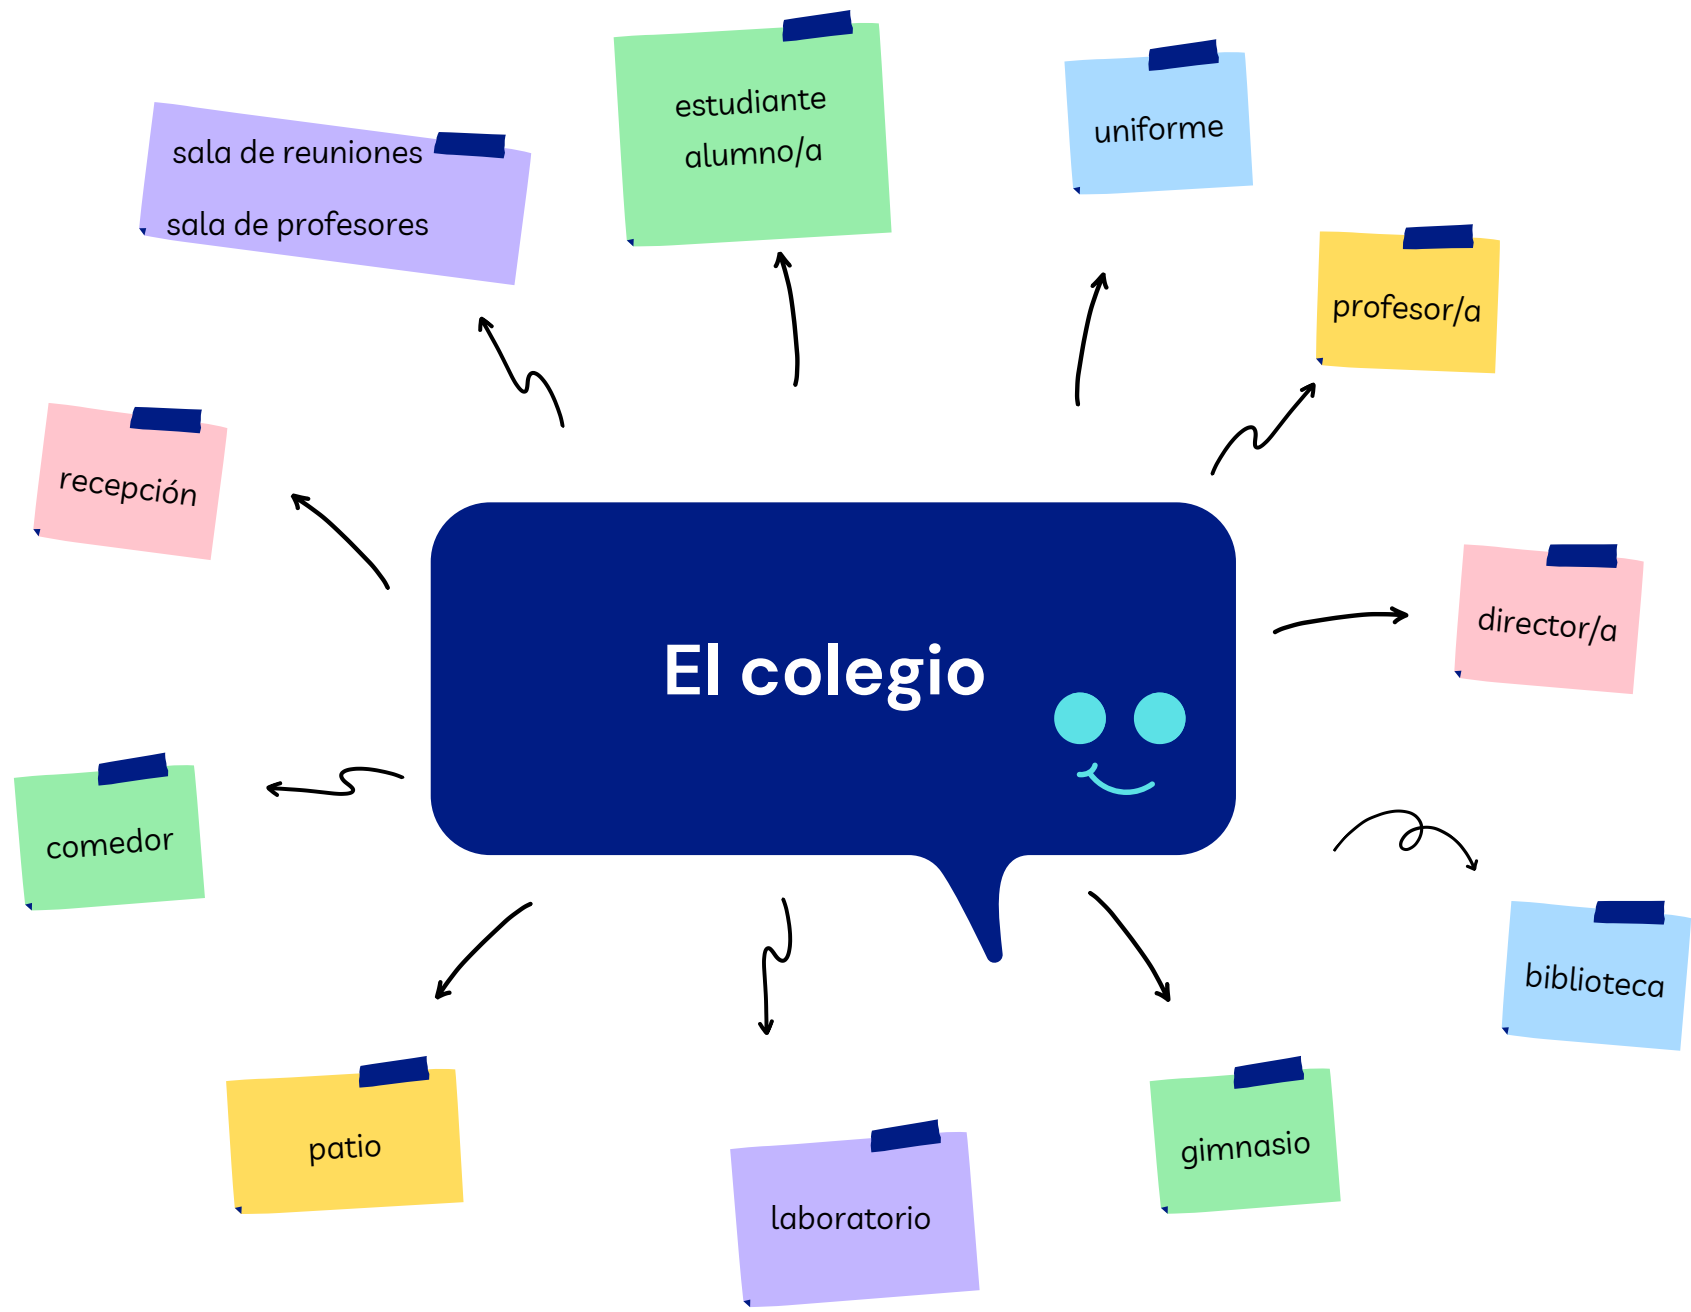 estudiante
alumno/a
uniforme
sala de reuniones
sala de profesores
profesor/a
recepción
director/a
El colegio
comedor
biblioteca
patio
gimnasio
laboratorio